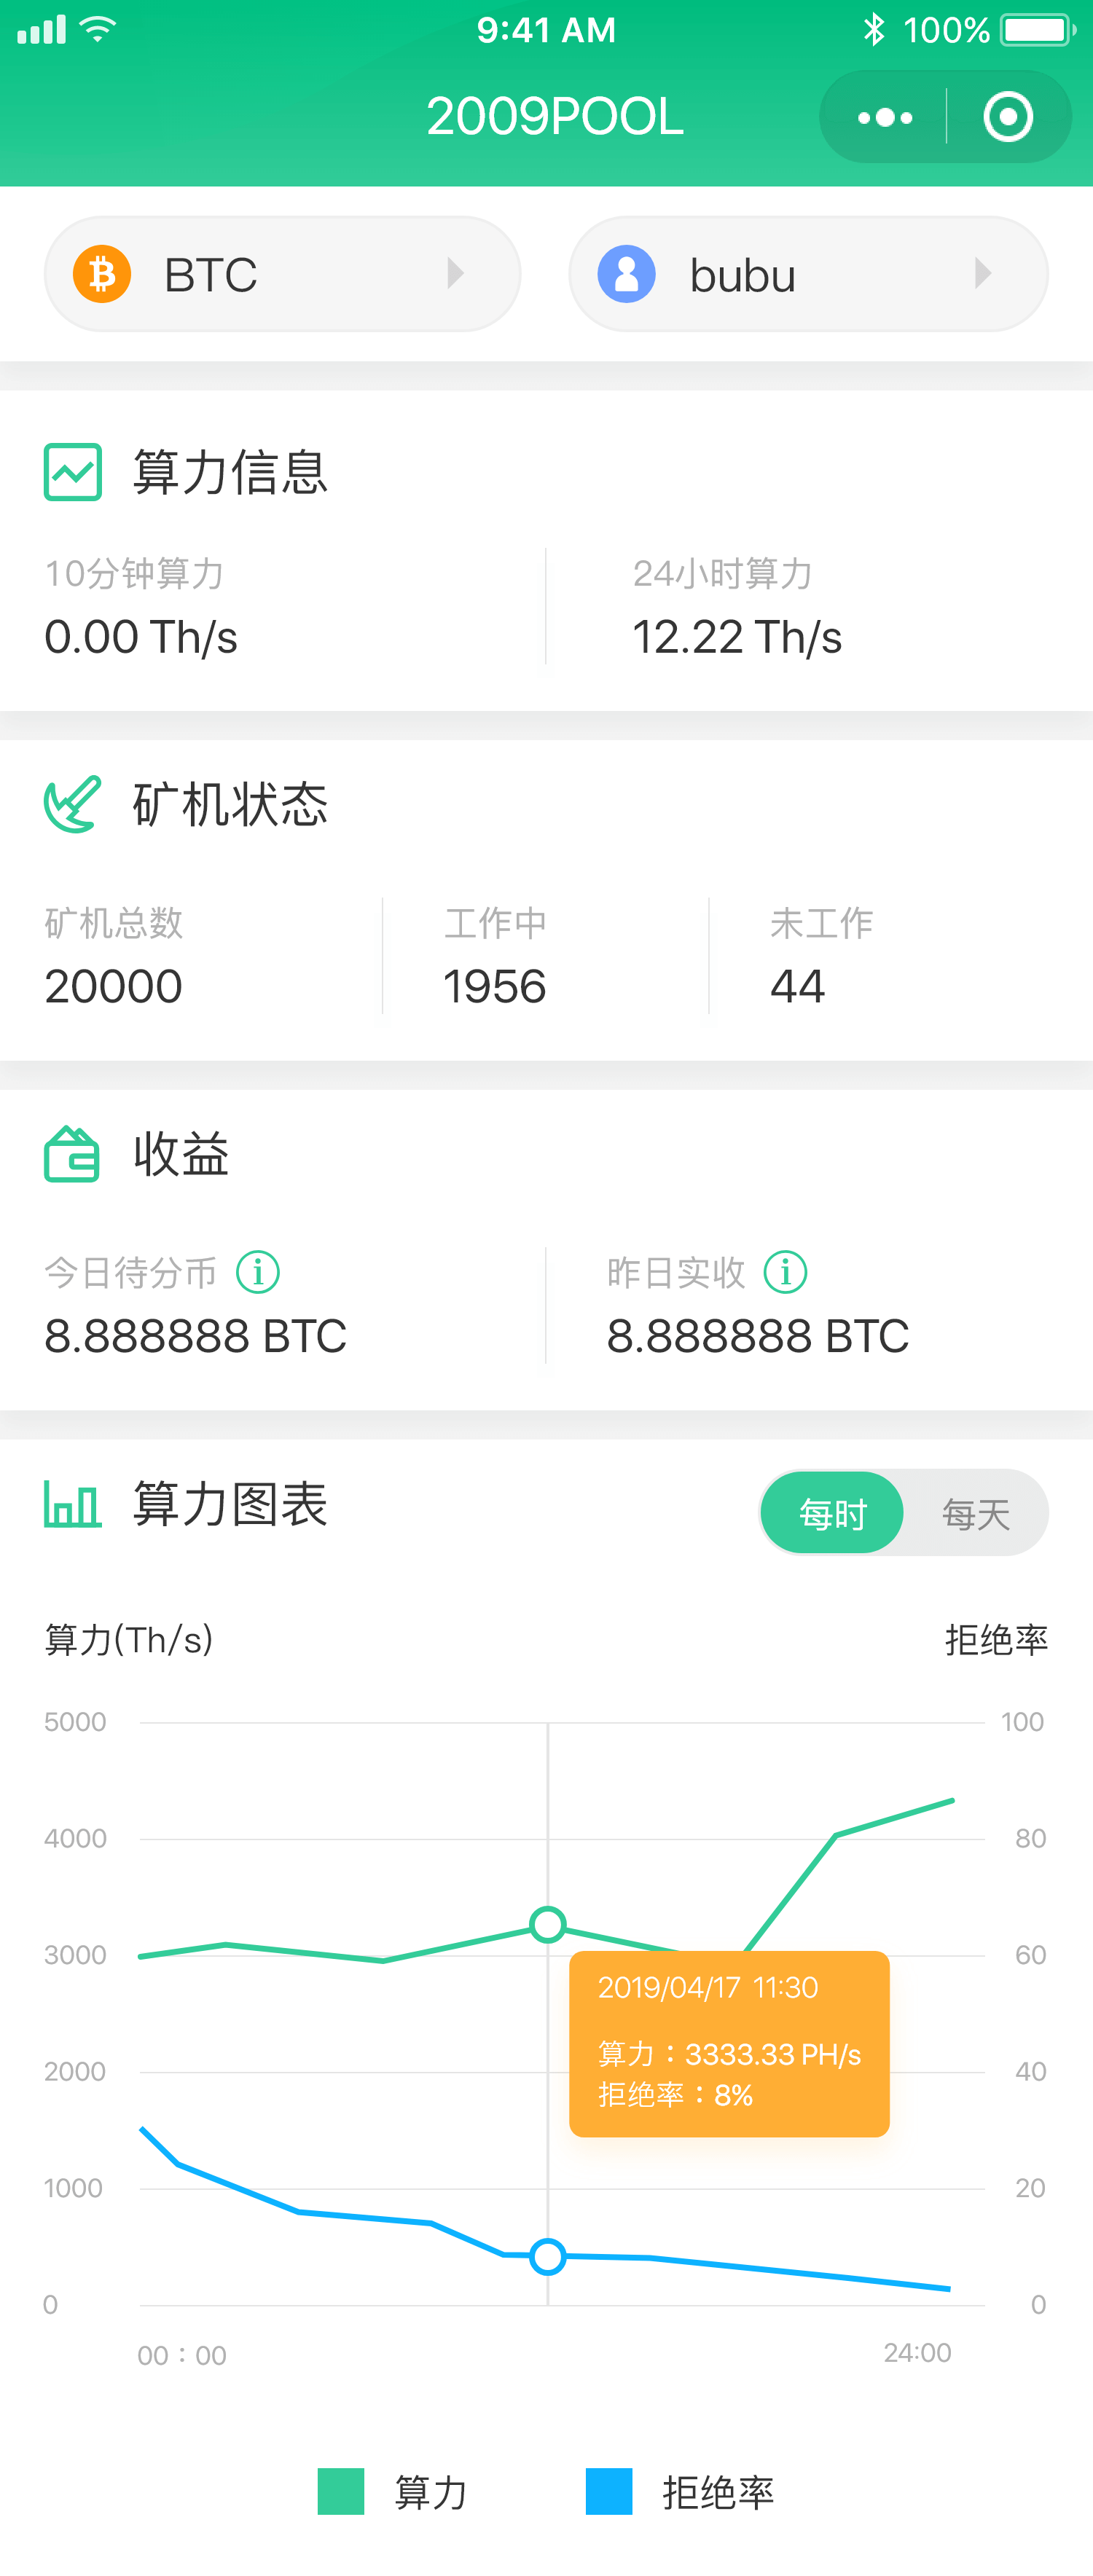 9:41 AM
100%
2009POOL
BTC
bubu
算力信息
10分钟算力
24小时算力
0.00 Th/s
12.22 Th/s
矿机状态
矿机总数
工作中
未工作
20000
1956
44
收益
今日待分币
昨日实收
8.888888 BTC
8.888888 BTC
算力图表
每时
每天
算力(Th/s)
拒绝率
5000
100
4000
80
3000
60
2019/04/17 11:30
算力：3333.33 PH/s
2000
40
拒绝率：8%
1000
20
0
0
00：00
24:00
算力
拒绝率